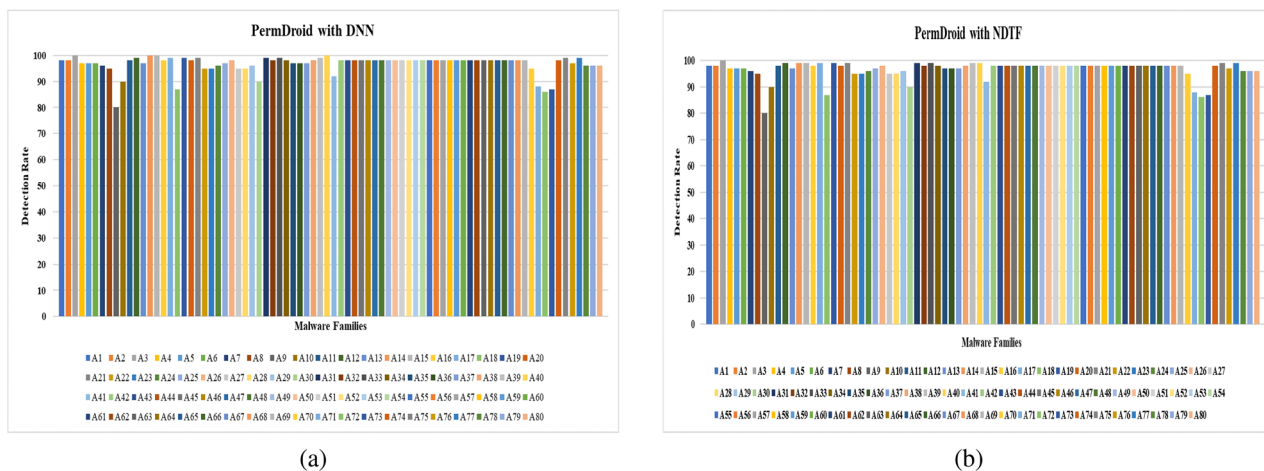 PermDroid with DNN
100
90
80
70
60
50
40
30
20
10
0
Detection Rate
Malware Families
A1 A2 A3 A4 A5 A6 A7 A8 A9 A10 A11 A12 A13 A14 A15 A16 A17 A18 A19 A20
A21 A22 A23 A24 A25 A26 A27 A28 A29 A30 A31 A32 A33 A34 A35 A36 A37 A38 A39 A40
A41 A42 A43 A44 A45 A46 A47 A48 A49 A50 A51 A52 A53 A54 A55 A56 A57 A58 A59 A60
A61 A62 A63 A64 A65 A66 A67 A68 A69 A70 A71 A72 A73 A74 A75 A76 A77 A78 A79 A80
(a)
PermDroid with NDTF
100
90
80
70
60
50
40
30
20
10
0
Detection Rate
Malware Families
A1 A2 A3 A4 A5 A6 A7 A8 A9 A10 A11 A12 A13 A14 A15 A16 A17 A18 A19 A20 A21 A22 A23 A24 A25 A26 A27
A28 A29 A30 A31 A32 A33 A34 A35 A36 A37 A38 A39 A40 A41 A42 A43 A44 A45 A46 A47 A48 A49 A50 A51 A52 A53 A54
A55 A56 A57 A58 A59 A60 A61 A62 A63 A64 A65 A66 A67 A68 A69 A70 A71 A72 A73 A74 A75 A76 A77 A78 A79 A80
(b)